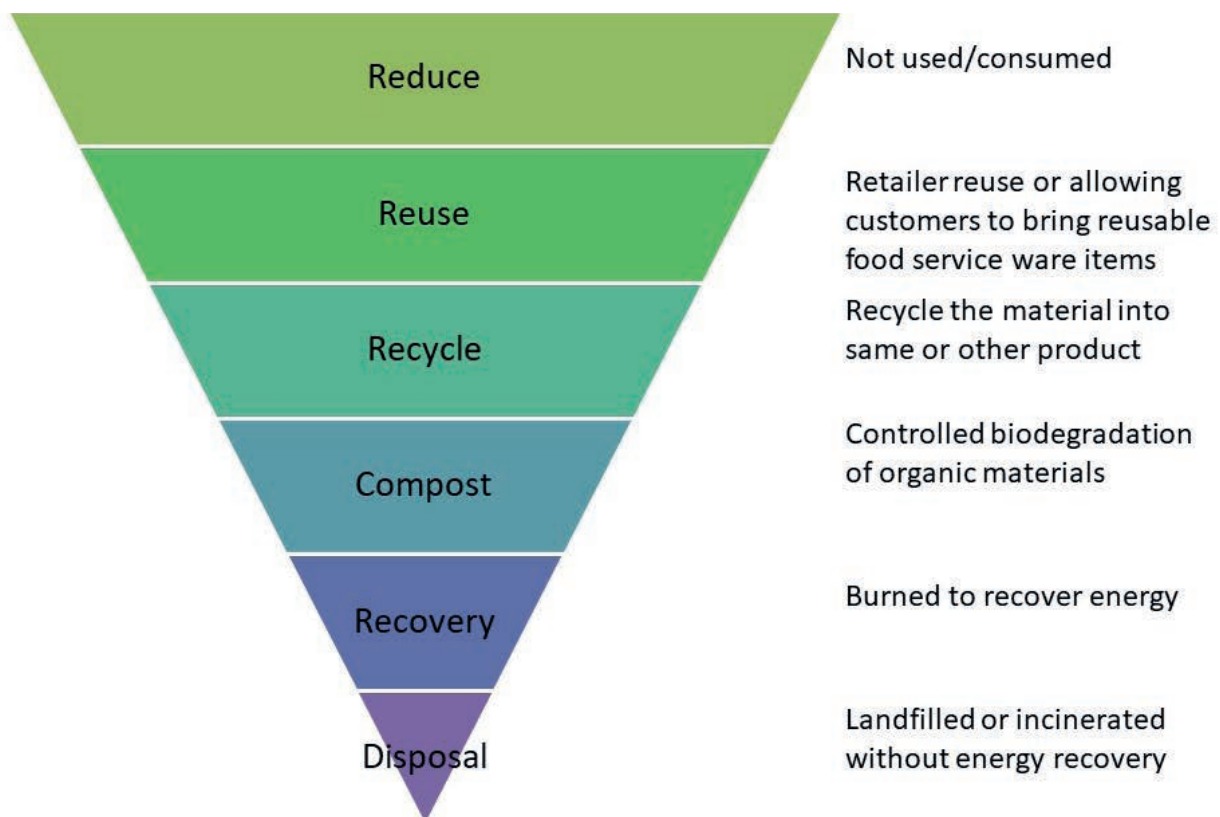 Reduce
Not used/consumed
Reuse
Retailer reuse or allowing
customers to bring reusable
food service ware items
Recycle
Recycle the material into
same or other product
Compost
Controlled biodegradation
of organic materials
Recovery
Burned to recover energy
Disposal
Landfilled or incinerated
without energy recovery